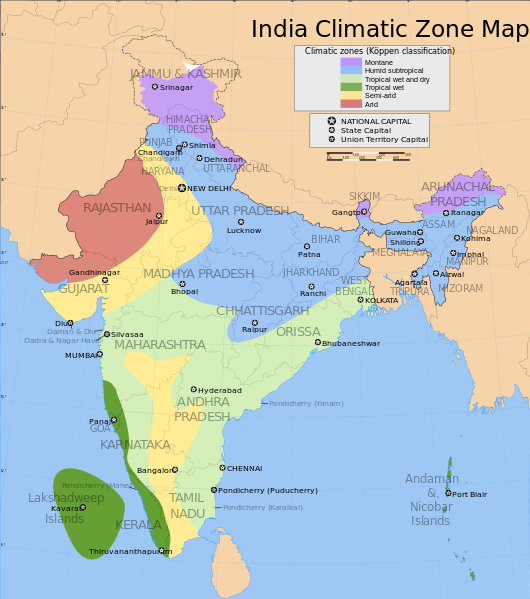 India Climatic Zone Map
Climatic zones (Köppen classification)
Montane
Humid subtropical
Tropical wet and dry
Tropical wet
Semi-arid
Arid
NATIONAL CAPITAL
State Capital
Union Territory Capital
JAMMU & KASHMIR
Srinagar
HIMACHAL
PRADESH
PUNJAB
Shimla
Chandigarh
Chandigarh
Dehradun
UTTARANCHAL
HARYANA
Delhi
NEW DELHI
RAJASTHAN
Jaipur
UTTAR PRADESH
Lucknow
SIKKIM
Gangtok
ARUNACHAL
PRADESH
Itanagar
ASSAM
NAGALAND
Guwahati
Kohima
Shillong
MEGHALAYA
Imphal
MANIPUR
BIHAR
Patna
Gandhinagar
GUJARAT
MADHYA PRADESH
Bhopal
JHARKHAND
Ranchi
WEST
BENGAL
KOLKATA
Agartala
TRIPURA
Aizwal
MIZORAM
CHHATTISGARH
Raipur
ORISSA
Bhubaneshwar
Diu
Daman & Diu
Silvasaa
Dadra & Nagar Haveli
MAHARASHTRA
MUMBAI
Hyderabad
ANDHRA
PRADESH
Pondicherry (Yanam)
Panaji
GOA
KARNATAKA
Bangalore
CHENNAI
Pondicherry (Mahe)
Pondicherry (Puducherry)
Lakshadweep
Islands
Kavarati
TAMIL
NADU
Pondicherry (Karaikal)
KERALA
Thiruvananthapuram
Andaman
&
Nicobar
Islands
Port Blair